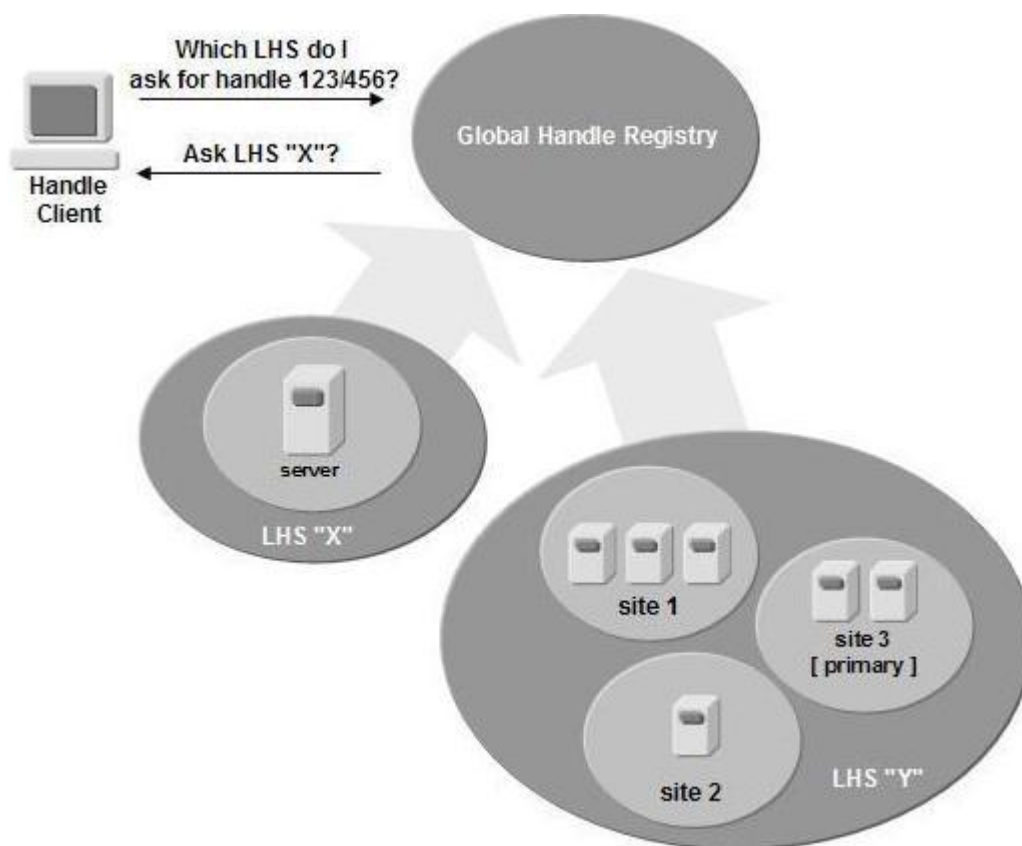 Which LHS do I
ask for handle 123/456?
Global Handle Registry
Ask LHS "X"?
Handle
Client
server
LHS "X"
site 1
site 3
[ primary ]
site 2
LHS "Y"